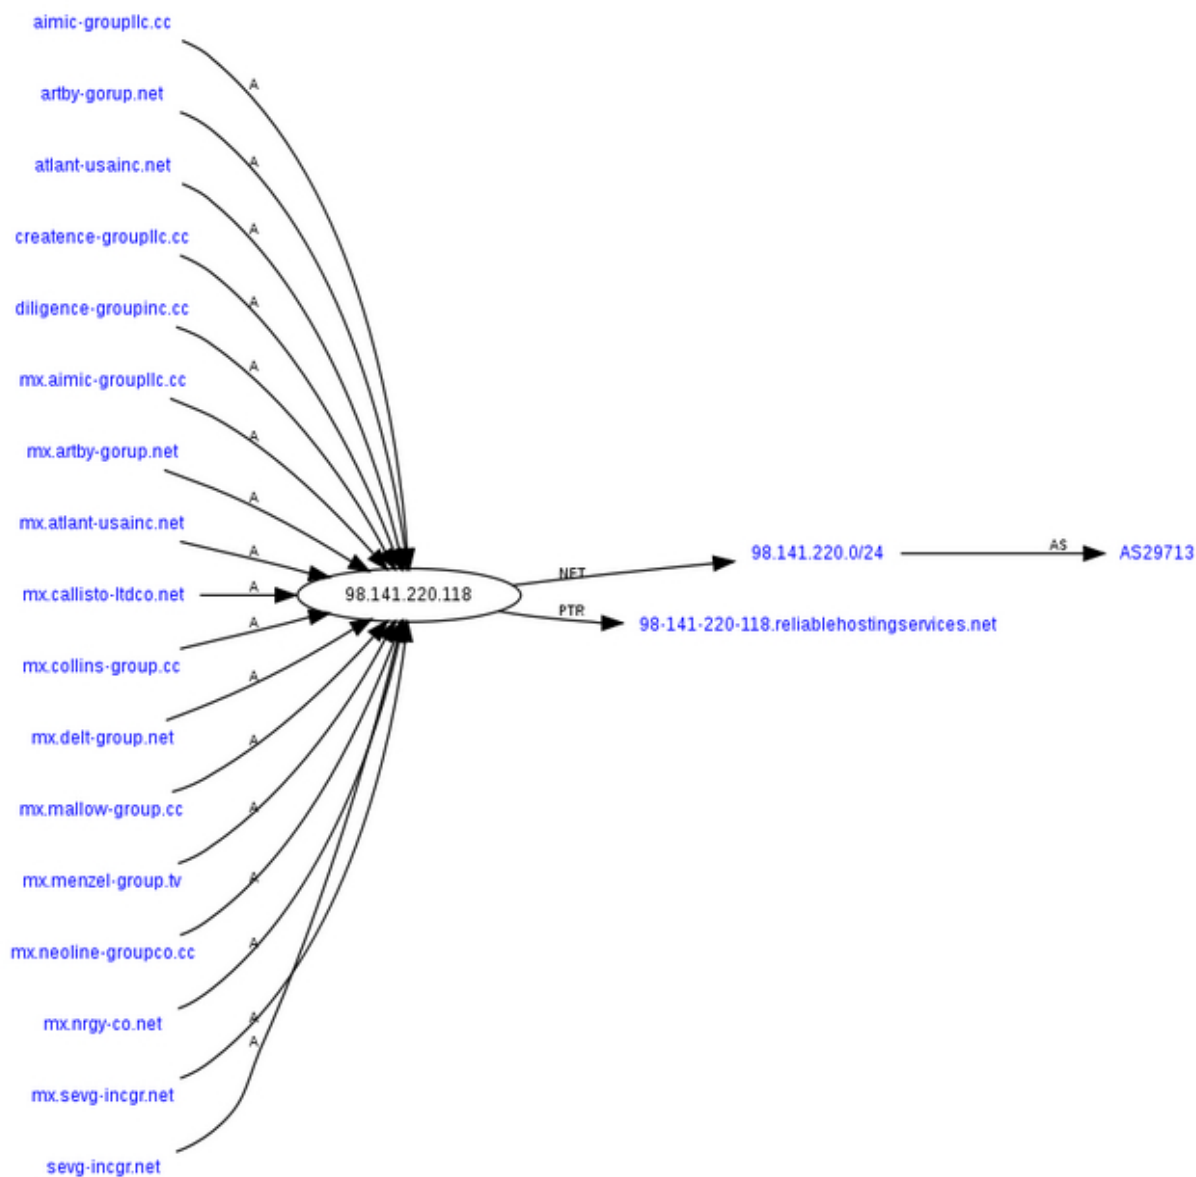 aimic-groupllc.cc
A
artby-gorup.net
A
atlant-usainc.net
A
creatence-groupllc.cc
A
diligence-groupinc.cc
A
mx.aimic-groupllc.cc
A
mx.artby-gorup.net
A
mx.atlant-usainc.net
A
mx.callisto-ltdco.net
A
mx.collins-group.cc
A
mx.delt-group.net
A
mx.mallow-group.cc
A
mx.menzel-group.tv
A
mx.neoline-groupco.cc
A
mx.nrgy-co.net
A
mx.sevg-incgr.net
A
sevg-incgr.net
A
98.141.220.118
NET
98.141.220.0/24
AS
AS29713
PTR
98-141-220-118.reliablehostingservices.net